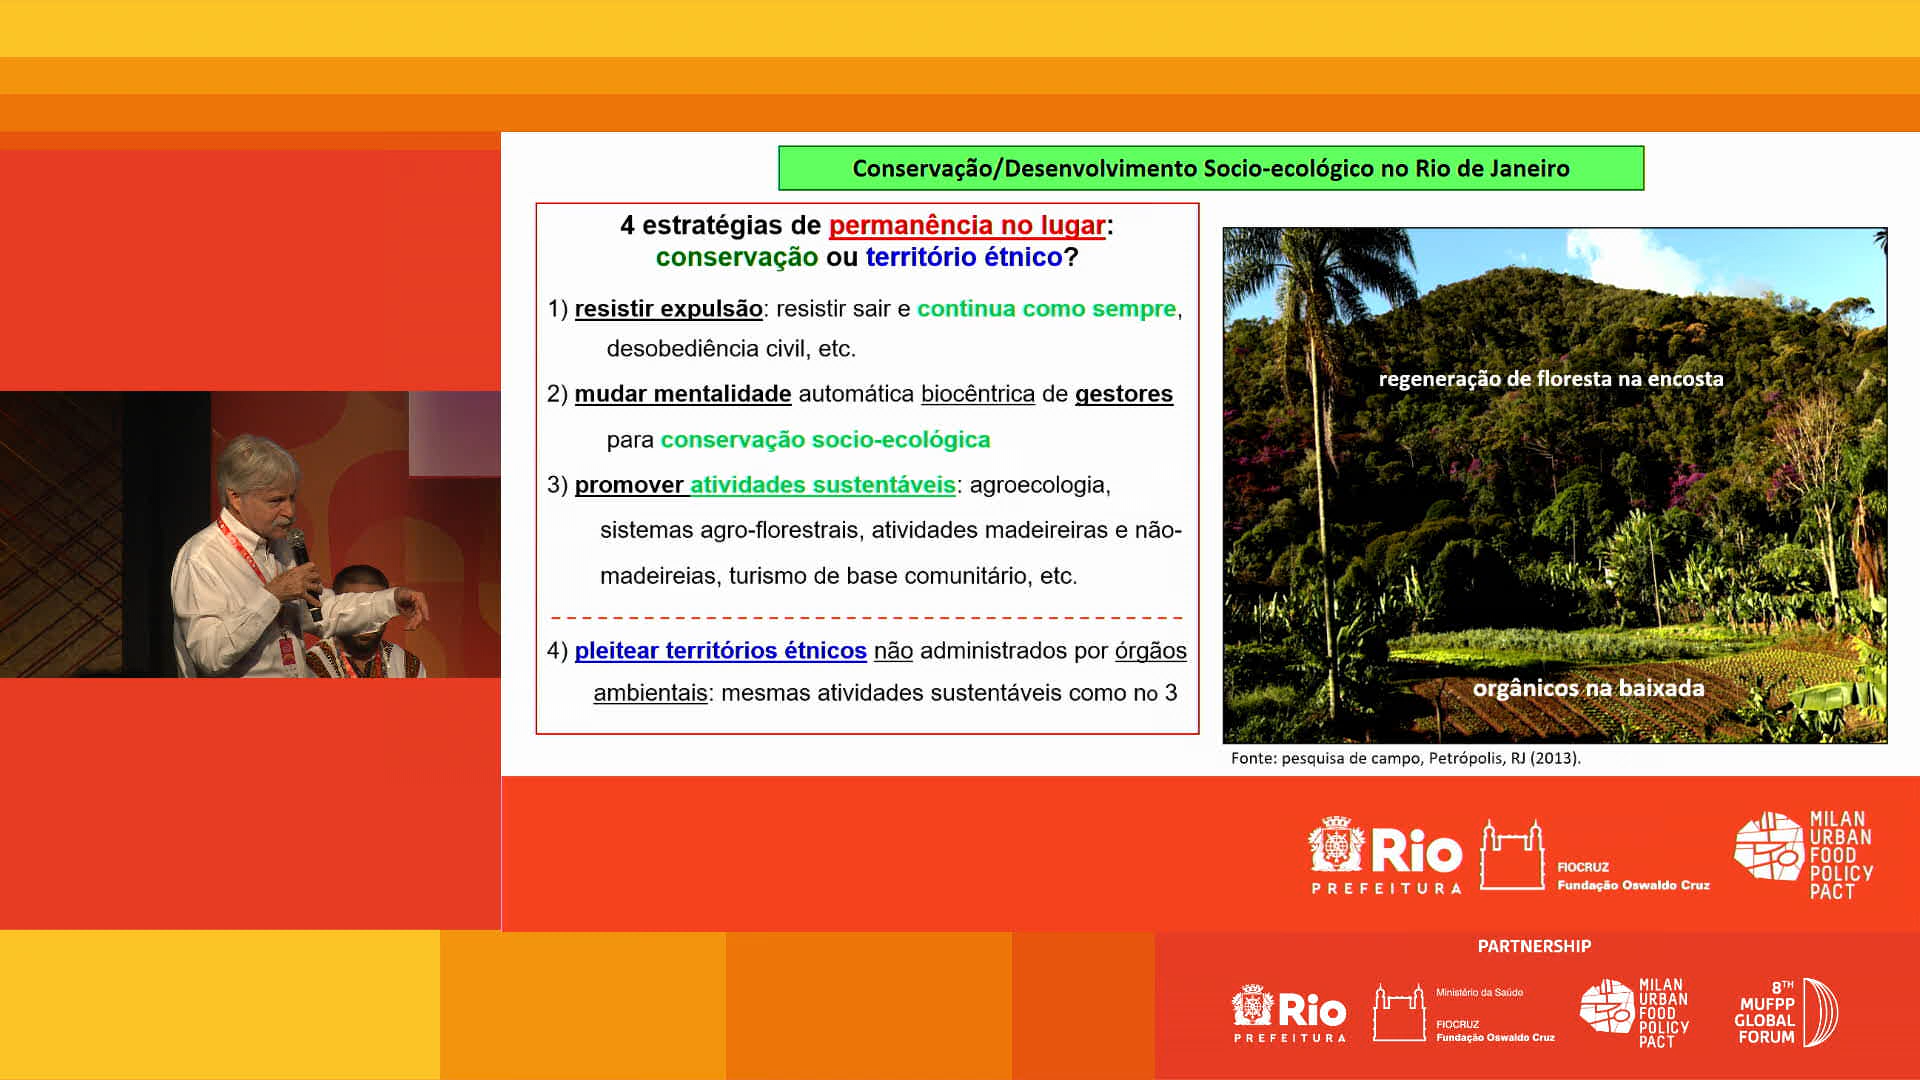 Conservação/Desenvolvimento Socio-ecológico no Rio de Janeiro
4 estratégias de permanência no lugar:
conservação ou território étnico?
1) resistir expulsão: resistir sair e continua como sempre,
desobediência civil, etc.
2) mudar mentalidade automática biocêntrica de gestores
para conservação socio-ecológica
3) promover atividades sustentáveis: agroecologia,
sistemas agro-florestrais, atividades madeireiras e não-
madeireias, turismo de base comunitário, etc.
4) pleitear territórios étnicos não administrados por órgãos
ambientais: mesmas atividades sustentáveis como no 3
regeneração de floresta na encosta
orgânicos na baixada
Fonte: pesquisa de campo, Petrópolis, RJ (2013).
Rio
PREFEITURA
FIOCRUZ
Fundação Oswaldo Cruz
MILAN
URBAN
FOOD
POLICY
PACT
PARTNERSHIP
Rio
PREFEITURA
Ministério da Saúde
FIOCRUZ
Fundação Oswaldo Cruz
MILAN
URBAN
FOOD
POLICY
PACT
8TH
MUFPP
GLOBAL
FORUM